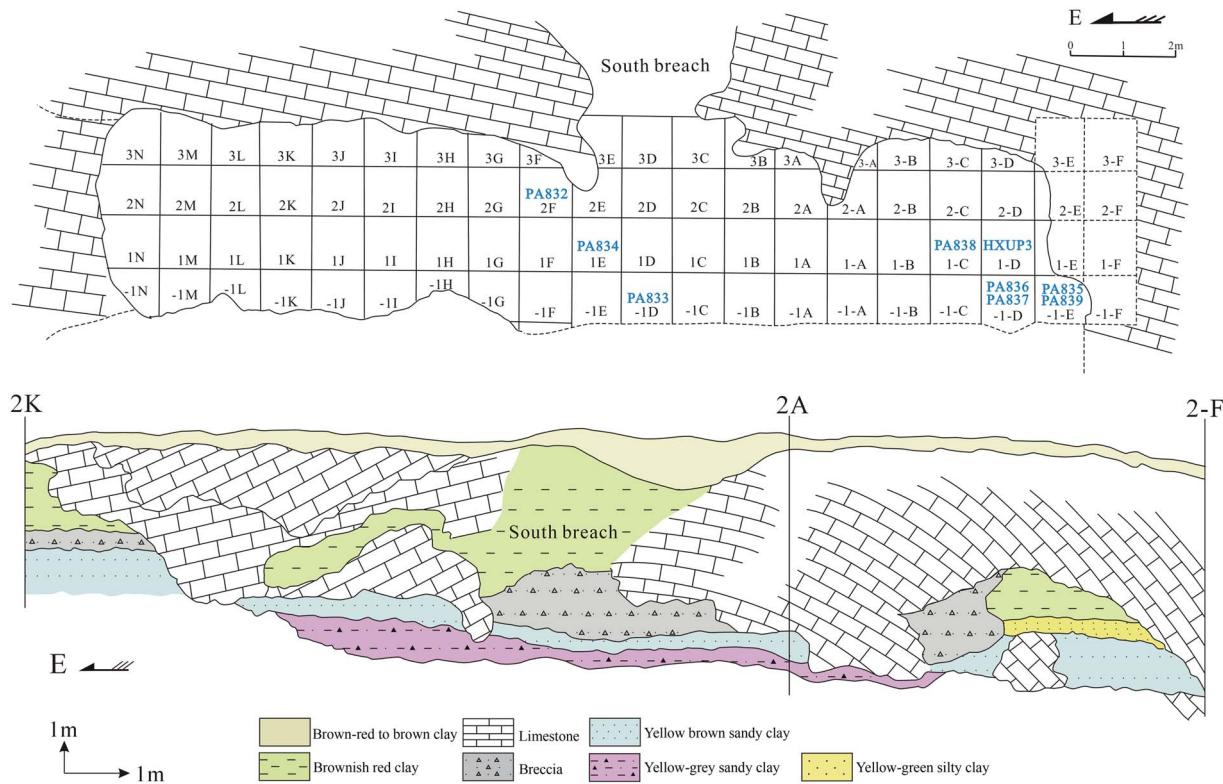 South breach
E
0 1 2m
3N 3M 3L 3K 3J 3I 3H 3G 3F 3E 3D 3C 3B 3A 3-A 3-B 3-C 3-D 3-E 3-F
PA832
2N 2M 2L 2K 2J 2I 2H 2G 2F 2E 2D 2C 2B 2A 2-A 2-B 2-C 2-D 2-E 2-F
PA834 PA838 HXUP3
1N 1M 1L 1K 1J 1I 1H 1G 1F 1E 1D 1C 1B 1A 1-A 1-B 1-C 1-D 1-E 1-F
PA836 PA835
PA833 PA837 PA839
-1N -1M -1L -1K -1J -1I -1H -1G -1F -1E -1D -1C -1B -1A -1-A -1-B -1-C -1-D -1-E -1-F
2K 2A 2-F
South breach
E
1m
1m
Brown-red to brown clay Limestone Yellow brown sandy clay
Brownish red clay Breccia Yellow-grey sandy clay Yellow-green silty clay